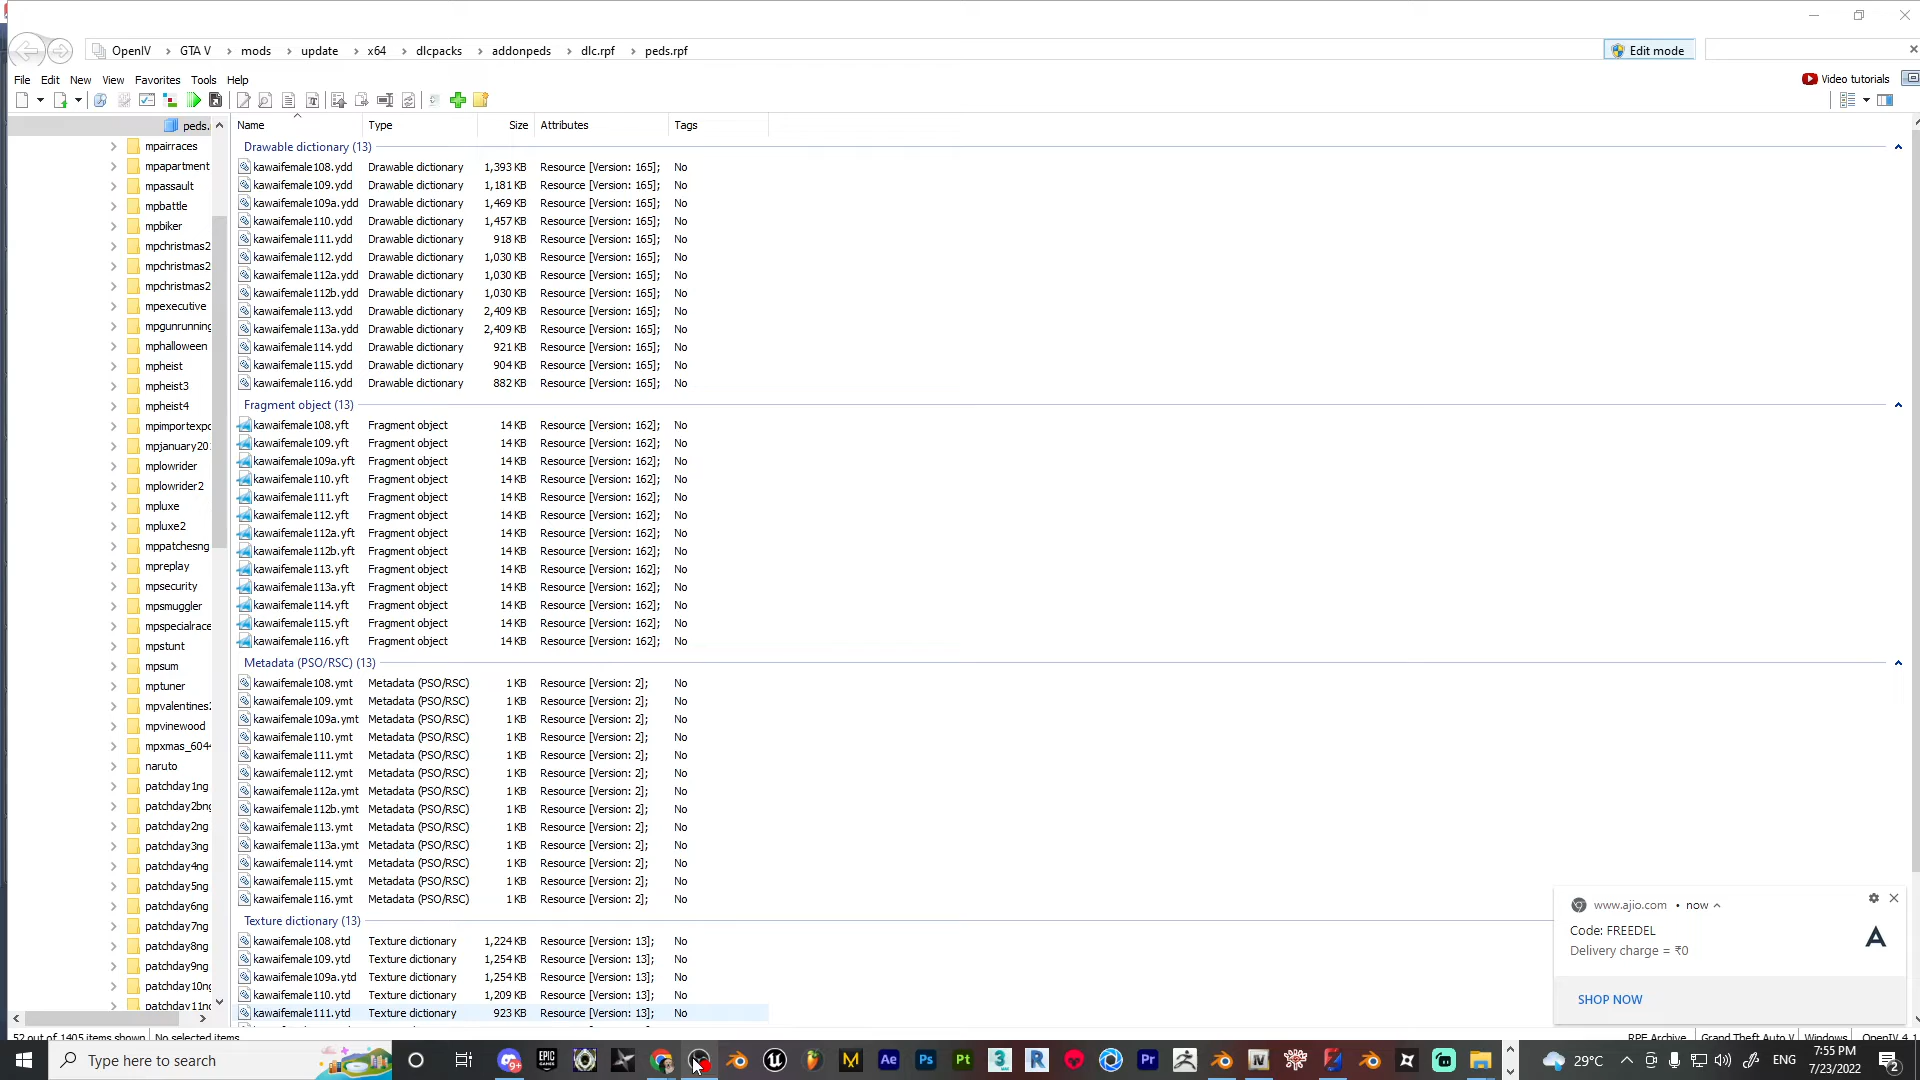 OpenIV › GTA V › mods › update › x64 › dlcpacks › addonpeds › dlc.rpf › peds.rpf
Edit mode
File Edit New View Favorites Tools Help
Video tutorials
peds.
mpairraces
mpapartment
mpassault
mpbattle
mpbiker
mpchristmas2
mpchristmas2
mpchristmas2
mpexecutive
mpgunrunning
mphalloween
mpheist
mpheist3
mpheist4
mpimportexpo
mpjanuary20
mplowrider
mplowrider2
mpluxe
mpluxe2
mppatchesng
mpreplay
mpsecurity
mpsmuggler
mpspecialrace
mpstunt
mpsum
mptuner
mpvalentines
mpvinewood
mpxmas_604
naruto
patchday1ng
patchday2bng
patchday2ng
patchday3ng
patchday4ng
patchday5ng
patchday6ng
patchday7ng
patchday8ng
patchday9ng
patchday10ng
patchday11ng
Name Type Size Attributes Tags
Drawable dictionary (13)
kawaifemale108.ydd Drawable dictionary 1,393 KB Resource [Version: 165]; No
kawaifemale109.ydd Drawable dictionary 1,181 KB Resource [Version: 165]; No
kawaifemale109a.ydd Drawable dictionary 1,469 KB Resource [Version: 165]; No
kawaifemale110.ydd Drawable dictionary 1,457 KB Resource [Version: 165]; No
kawaifemale111.ydd Drawable dictionary 918 KB Resource [Version: 165]; No
kawaifemale112.ydd Drawable dictionary 1,030 KB Resource [Version: 165]; No
kawaifemale112a.ydd Drawable dictionary 1,030 KB Resource [Version: 165]; No
kawaifemale112b.ydd Drawable dictionary 1,030 KB Resource [Version: 165]; No
kawaifemale113.ydd Drawable dictionary 2,409 KB Resource [Version: 165]; No
kawaifemale113a.ydd Drawable dictionary 2,409 KB Resource [Version: 165]; No
kawaifemale114.ydd Drawable dictionary 921 KB Resource [Version: 165]; No
kawaifemale115.ydd Drawable dictionary 904 KB Resource [Version: 165]; No
kawaifemale116.ydd Drawable dictionary 882 KB Resource [Version: 165]; No
Fragment object (13)
kawaifemale108.yft Fragment object 14 KB Resource [Version: 162]; No
kawaifemale109.yft Fragment object 14 KB Resource [Version: 162]; No
kawaifemale109a.yft Fragment object 14 KB Resource [Version: 162]; No
kawaifemale110.yft Fragment object 14 KB Resource [Version: 162]; No
kawaifemale111.yft Fragment object 14 KB Resource [Version: 162]; No
kawaifemale112.yft Fragment object 14 KB Resource [Version: 162]; No
kawaifemale112a.yft Fragment object 14 KB Resource [Version: 162]; No
kawaifemale112b.yft Fragment object 14 KB Resource [Version: 162]; No
kawaifemale113.yft Fragment object 14 KB Resource [Version: 162]; No
kawaifemale113a.yft Fragment object 14 KB Resource [Version: 162]; No
kawaifemale114.yft Fragment object 14 KB Resource [Version: 162]; No
kawaifemale115.yft Fragment object 14 KB Resource [Version: 162]; No
kawaifemale116.yft Fragment object 14 KB Resource [Version: 162]; No
Metadata (PSO/RSC) (13)
kawaifemale108.ymt Metadata (PSO/RSC) 1 KB Resource [Version: 2]; No
kawaifemale109.ymt Metadata (PSO/RSC) 1 KB Resource [Version: 2]; No
kawaifemale109a.ymt Metadata (PSO/RSC) 1 KB Resource [Version: 2]; No
kawaifemale110.ymt Metadata (PSO/RSC) 1 KB Resource [Version: 2]; No
kawaifemale111.ymt Metadata (PSO/RSC) 1 KB Resource [Version: 2]; No
kawaifemale112.ymt Metadata (PSO/RSC) 1 KB Resource [Version: 2]; No
kawaifemale112a.ymt Metadata (PSO/RSC) 1 KB Resource [Version: 2]; No
kawaifemale112b.ymt Metadata (PSO/RSC) 1 KB Resource [Version: 2]; No
kawaifemale113.ymt Metadata (PSO/RSC) 1 KB Resource [Version: 2]; No
kawaifemale113a.ymt Metadata (PSO/RSC) 1 KB Resource [Version: 2]; No
kawaifemale114.ymt Metadata (PSO/RSC) 1 KB Resource [Version: 2]; No
kawaifemale115.ymt Metadata (PSO/RSC) 1 KB Resource [Version: 2]; No
kawaifemale116.ymt Metadata (PSO/RSC) 1 KB Resource [Version: 2]; No
Texture dictionary (13)
kawaifemale108.ytd Texture dictionary 1,224 KB Resource [Version: 13]; No
kawaifemale109.ytd Texture dictionary 1,254 KB Resource [Version: 13]; No
kawaifemale109a.ytd Texture dictionary 1,254 KB Resource [Version: 13]; No
kawaifemale110.ytd Texture dictionary 1,209 KB Resource [Version: 13]; No
kawaifemale111.ytd Texture dictionary 923 KB Resource [Version: 13]; No
www.ajio.com • now
Code: FREEDEL
Delivery charge = ₹0
A
SHOP NOW
52 out of 1405 items shown No selected items RPF Archive Grand Theft Auto V Windows OpenIV 4.1
Type here to search
9+
EPIC GAMES
M
Ae
Ps
Pt
3
R
Pr
IV
29°C
ENG
7:55 PM
7/23/2022
2